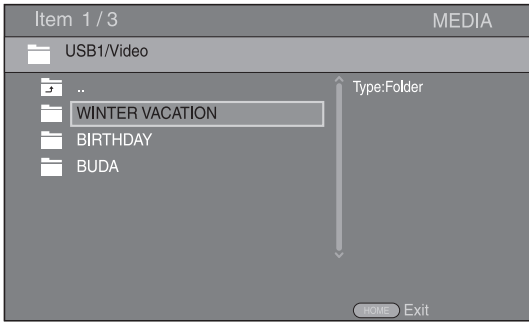 Item 1/3 MEDIA
USB1/Video
..
Type:Folder
WINTER VACATION
BIRTHDAY
BUDA
HOME Exit